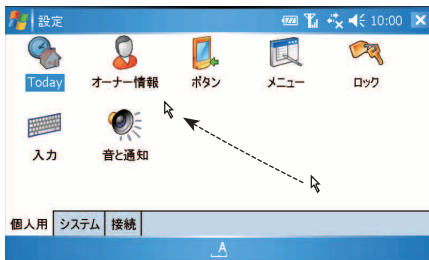 設定 10:00
Today オーナー情報 ボタン メニュー ロック
入力 音と通知
個人用 システム 接続
A